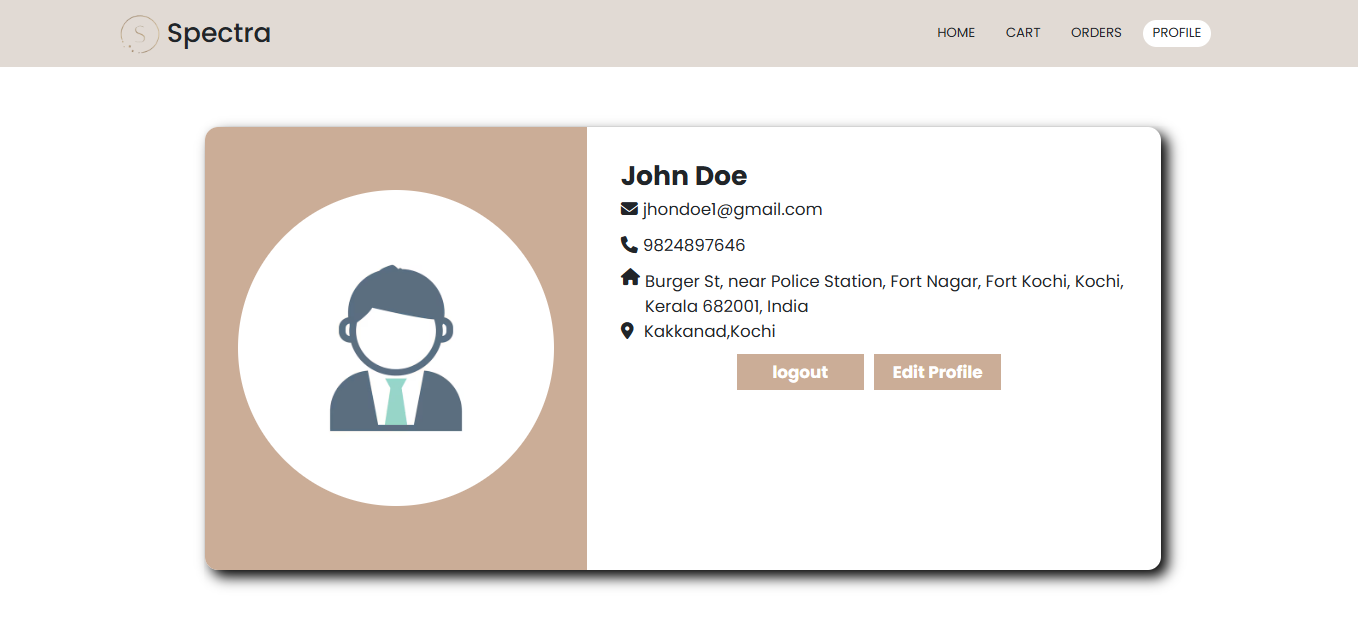 S
Spectra
HOME CART ORDERS PROFILE
John Doe
jhondoe1@gmail.com
9824897646
Burger St, near Police Station, Fort Nagar, Fort Kochi, Kochi,
Kerala 682001, India
Kakkanad,Kochi
logout Edit Profile